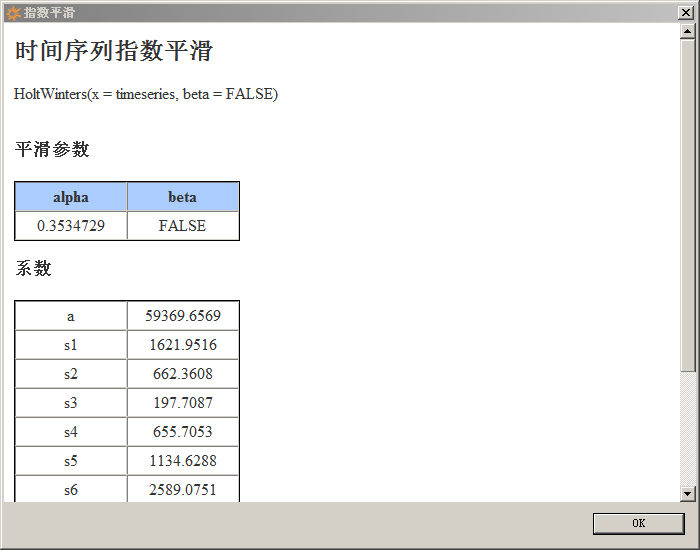 指数平滑
时间序列指数平滑
HoltWinters(x = timeseries, beta = FALSE)
平滑参数
alpha beta
0.3534729 FALSE
系数
a 59369.6569
s1 1621.9516
s2 662.3608
s3 197.7087
s4 655.7053
s5 1134.6288
s6 2589.0751
OK